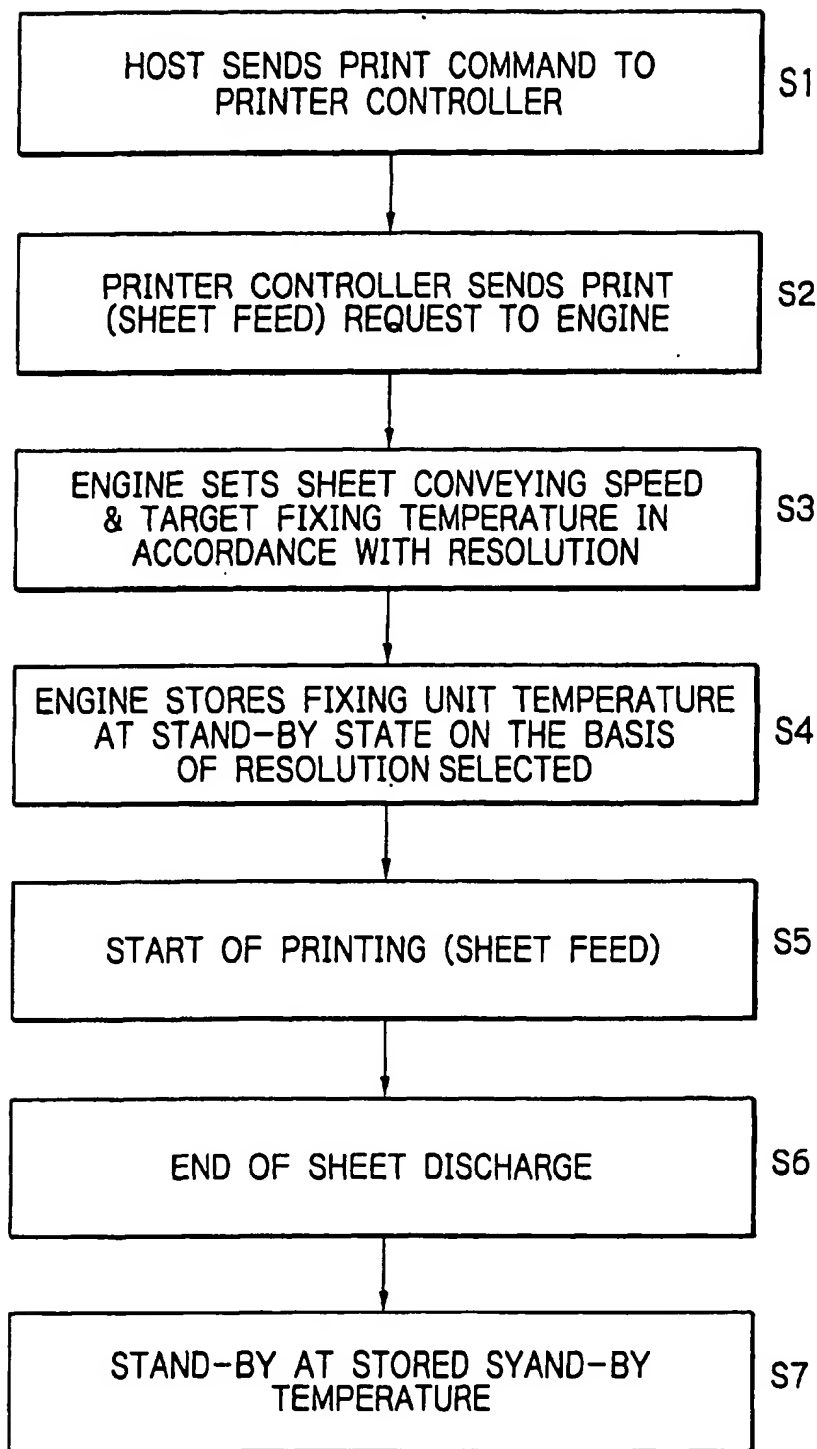 HOST SENDS PRINT COMMAND TO
PRINTER CONTROLLER
S1
PRINTER CONTROLLER SENDS PRINT
(SHEET FEED) REQUEST TO ENGINE
S2
ENGINE SETS SHEET CONVEYING SPEED
& TARGET FIXING TEMPERATURE IN
ACCORDANCE WITH RESOLUTION
S3
ENGINE STORES FIXING UNIT TEMPERATURE
AT STAND-BY STATE ON THE BASIS
OF RESOLUTION SELECTED
S4
START OF PRINTING (SHEET FEED)
S5
END OF SHEET DISCHARGE
S6
STAND-BY AT STORED SYAND-BY
TEMPERATURE
S7